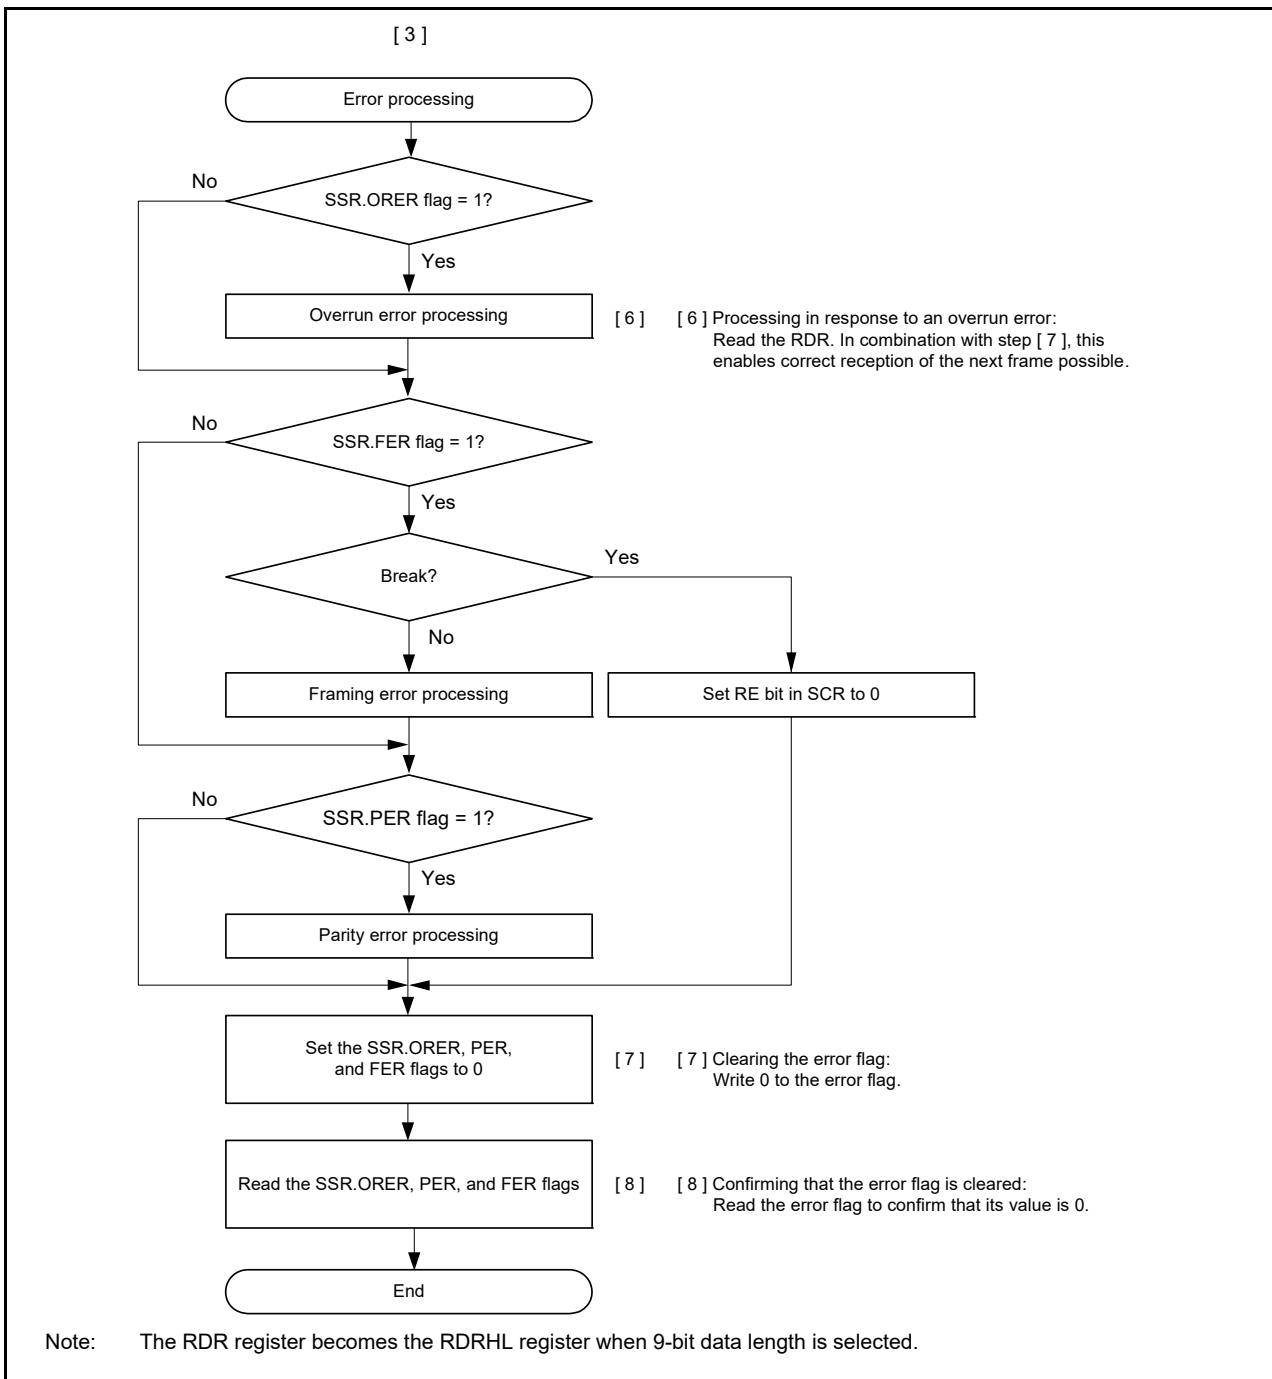 [ 3 ]
Error processing
No
SSR.ORER flag = 1?
Yes
Overrun error processing
[ 6 ]
[ 6 ] Processing in response to an overrun error:
Read the RDR. In combination with step [ 7 ], this
enables correct reception of the next frame possible.
No
SSR.FER flag = 1?
Yes
Break?
Yes
No
Framing error processing
Set RE bit in SCR to 0
No
SSR.PER flag = 1?
Yes
Parity error processing
Set the SSR.ORER, PER,
and FER flags to 0
[ 7 ]
[ 7 ] Clearing the error flag:
Write 0 to the error flag.
Read the SSR.ORER, PER, and FER flags
[ 8 ]
[ 8 ] Confirming that the error flag is cleared:
Read the error flag to confirm that its value is 0.
End
Note: The RDR register becomes the RDRHL register when 9-bit data length is selected.